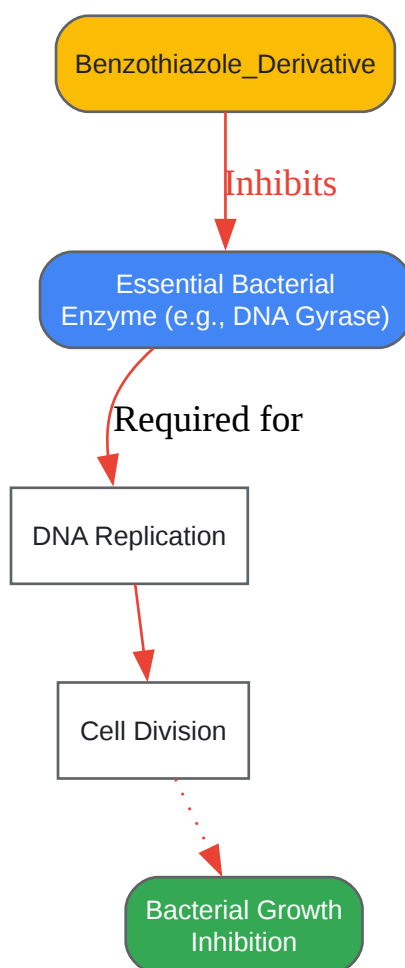 Benzothiazole_Derivative
Inhibits
Essential Bacterial
Enzyme (e.g., DNA Gyrase)
Required for
DNA Replication
Cell Division
Bacterial Growth
Inhibition